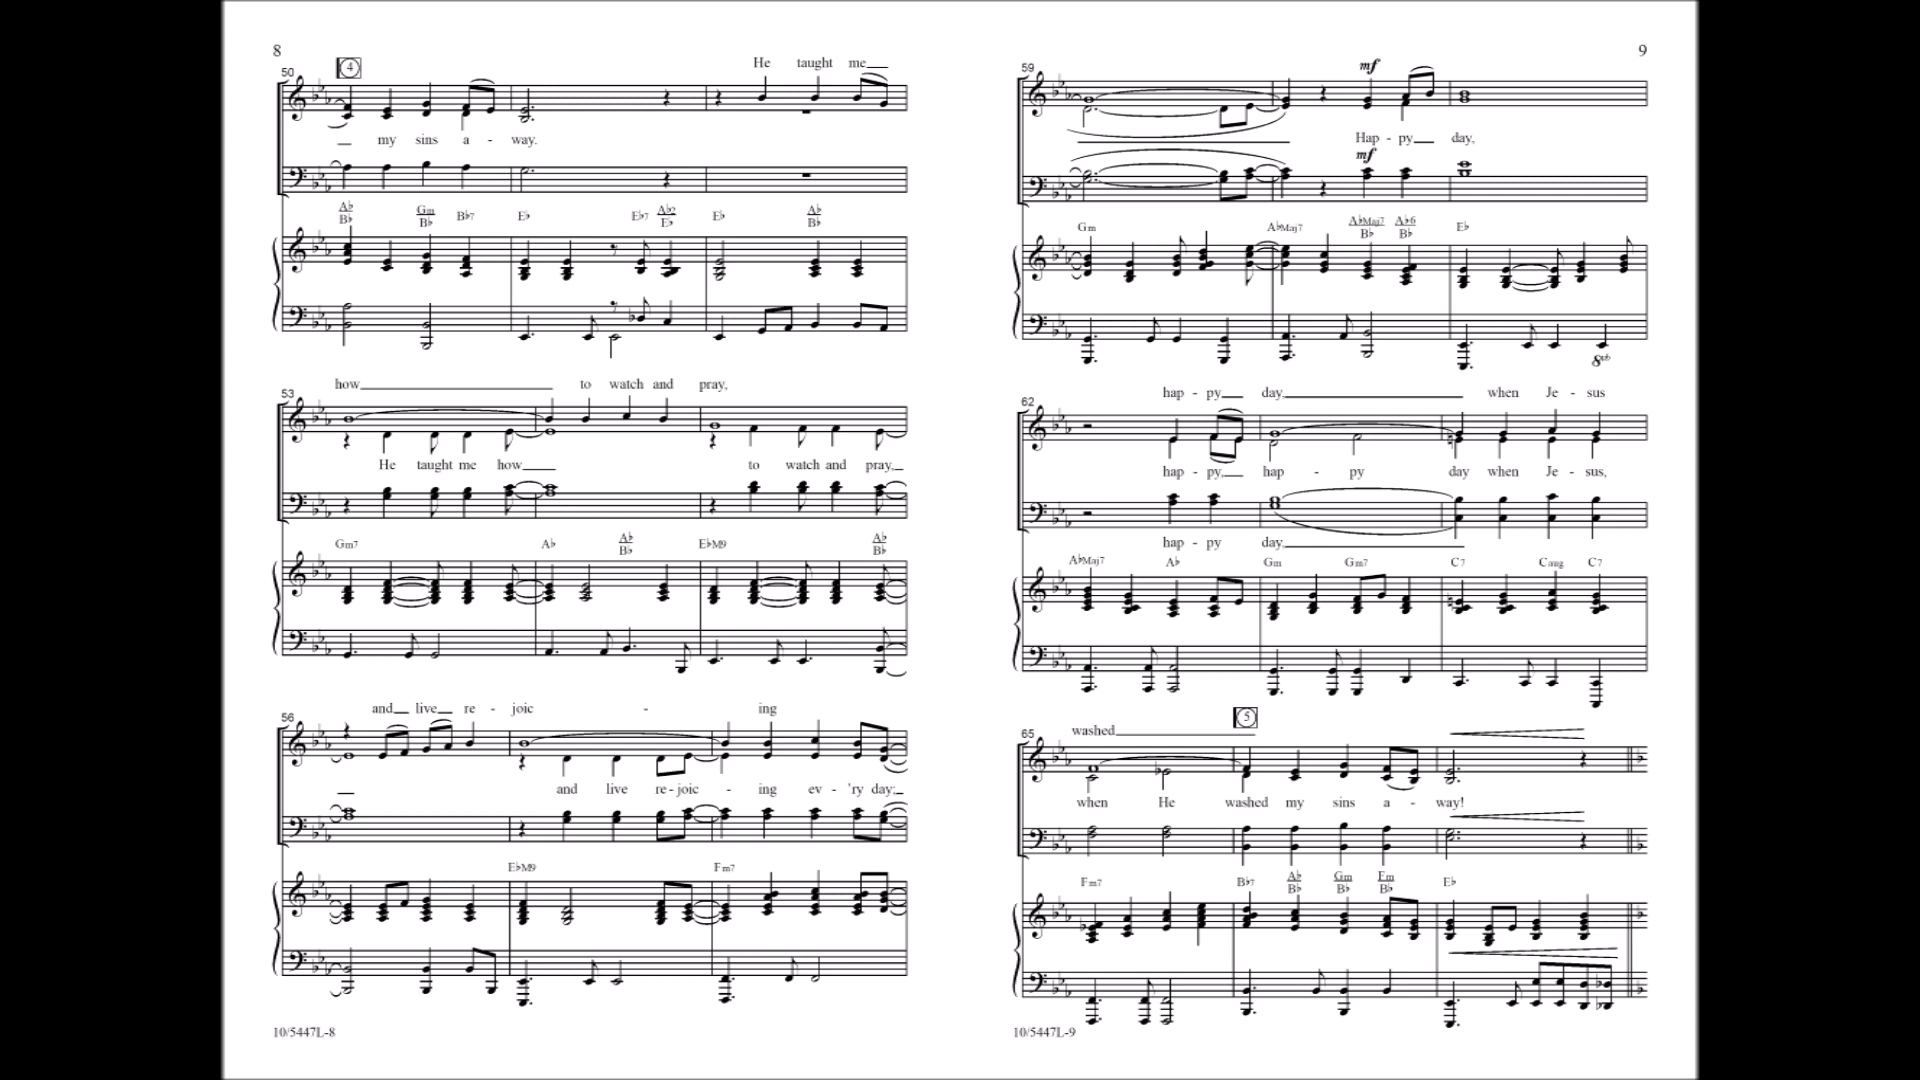 8
50
4
He taught me
my sins a - way.
A♭/B♭ Gm/B♭ B♭7 E♭ E♭7 A♭2/E♭ E♭ A♭/B♭
how to watch and pray,
53
He taught me how to watch and pray,
Gm7 A♭ A♭/B♭ E♭M9 A♭/B♭
and live re - joic - ing
56
and live re - joic - ing ev - 'ry day;
E♭M9 Fm7
10/5447L-8
9
59
mf
Hap - py day,
mf
Gm A♭Maj7 A♭Maj7/B♭ A♭6/B♭ E♭
8vb
hap - py day, when Je - sus
62
hap - py, hap - py day when Je - sus,
hap - py day,
A♭Maj7 A♭ Gm Gm7 C7 Caug C7
5
washed
65
when He washed my sins a - way!
Fm7 B♭7 A♭/B♭ Gm/B♭ Fm/B♭ E♭
10/5447L-9